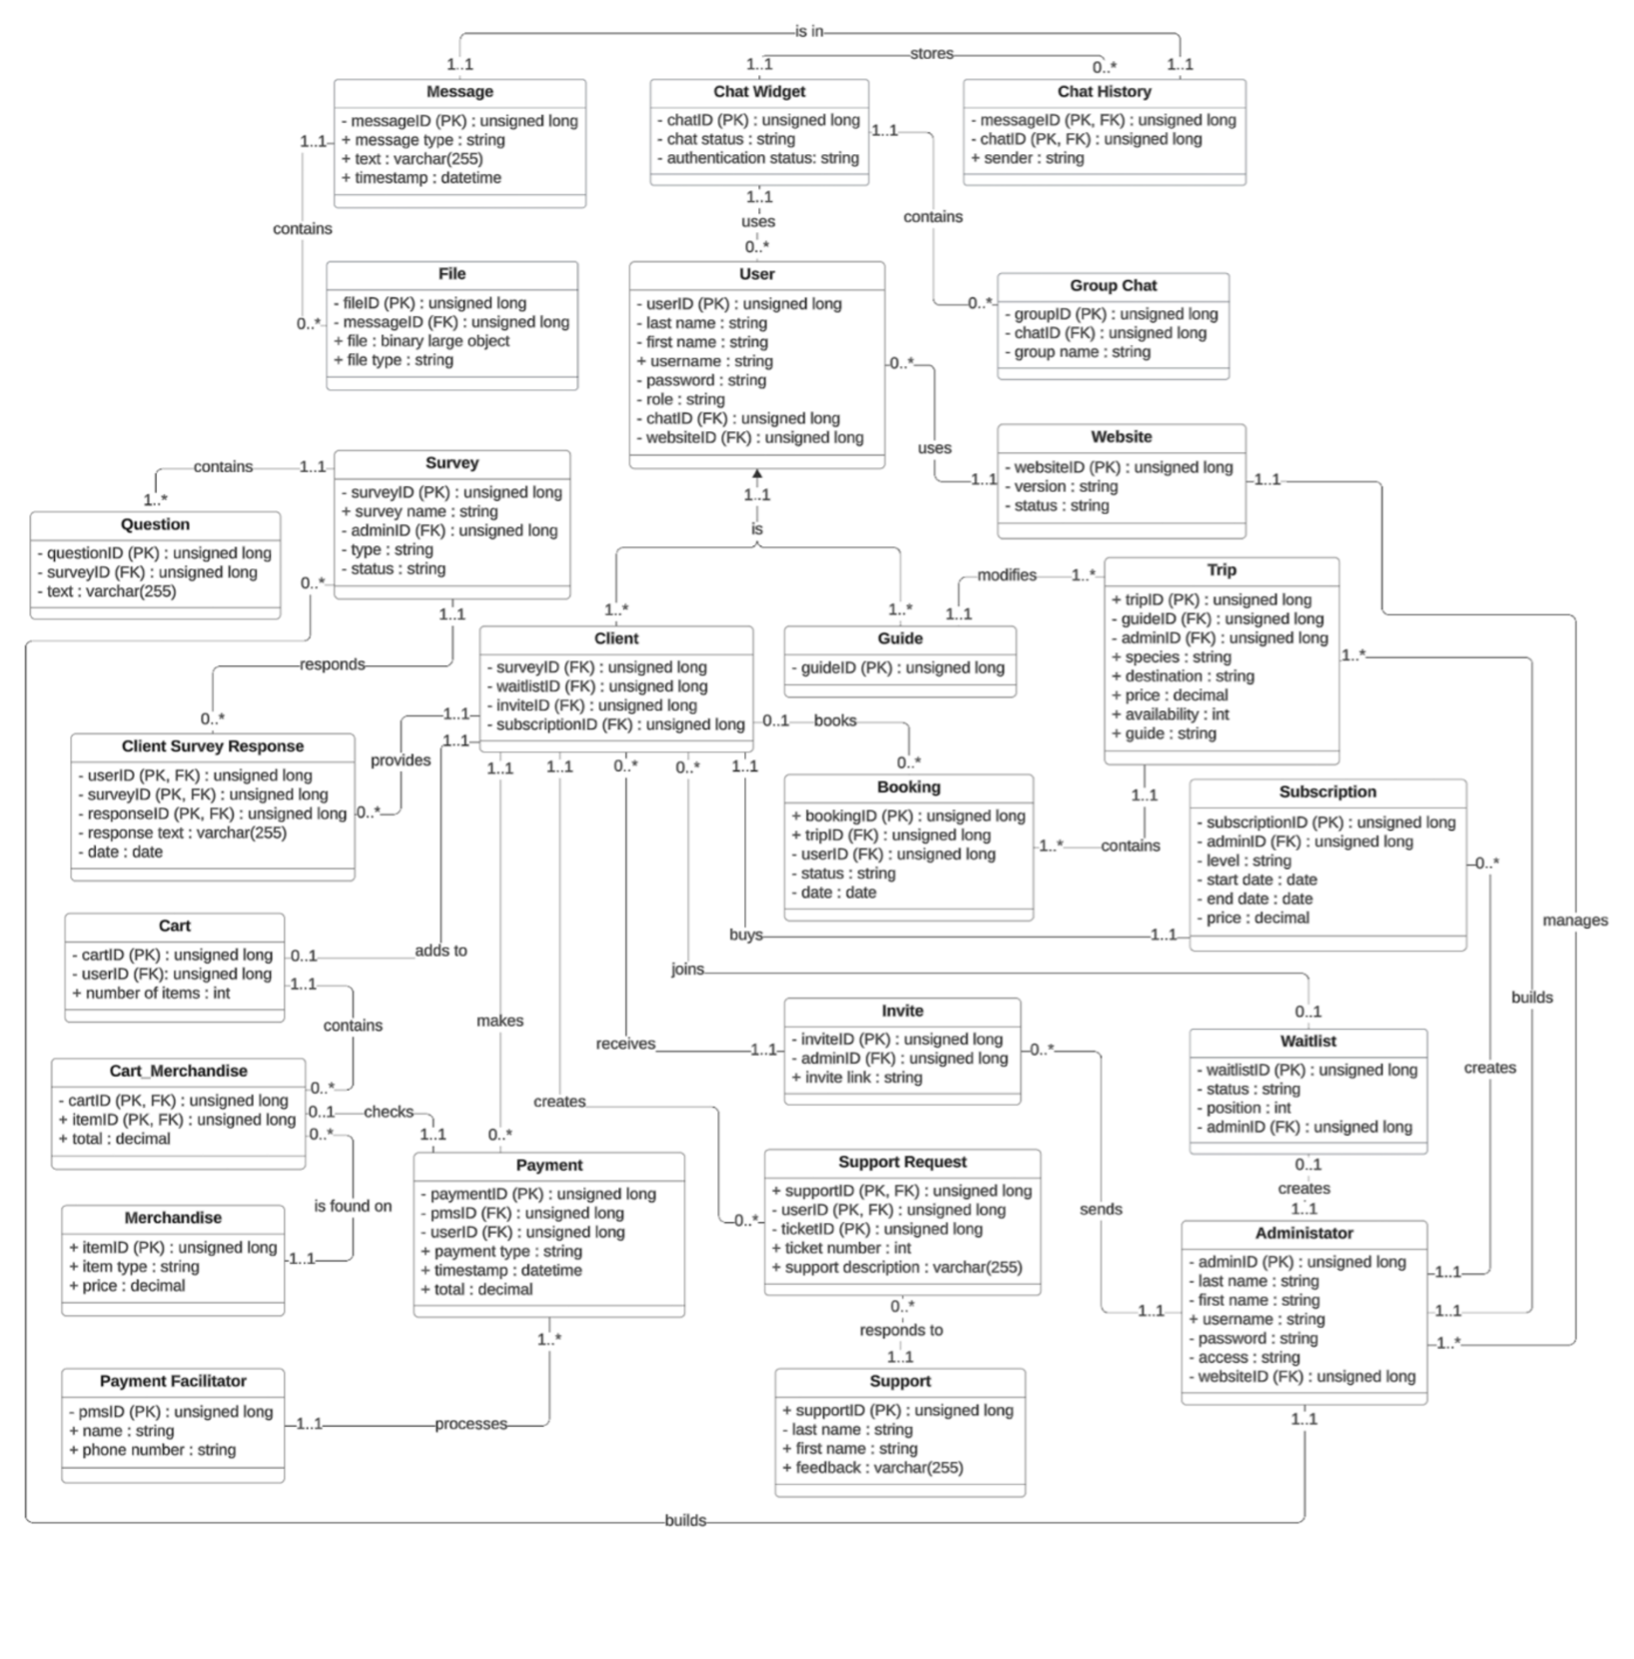 is in
stores
1..1
1..1
0..*
1..1
Message
- messageID (PK) : unsigned long
+ message type : string
+ text : varchar(255)
+ timestamp : datetime
Chat Widget
- chatID (PK) : unsigned long
- chat status : string
- authentication status: string
Chat History
- messageID (PK, FK) : unsigned long
- chatID (PK, FK) : unsigned long
+ sender : string
1..1
1..1
contains
0..*
1..1
uses
0..*
contains
0..*
File
- fileID (PK) : unsigned long
- messageID (FK) : unsigned long
+ file : binary large object
+ file type : string
User
- userID (PK) : unsigned long
- last name : string
- first name : string
+ username : string
- password : string
- role : string
- chatID (FK) : unsigned long
- websiteID (FK) : unsigned long
Group Chat
- groupID (PK) : unsigned long
- chatID (FK) : unsigned long
- group name : string
0..*
uses
1..1
Website
- websiteID (PK) : unsigned long
- version : string
- status : string
1..1
contains
1..1
1..*
Survey
- surveyID (PK) : unsigned long
+ survey name : string
- adminID (FK) : unsigned long
- type : string
- status : string
Question
- questionID (PK) : unsigned long
- surveyID (FK) : unsigned long
- text : varchar(255)
0..*
1..1
1..1
is
1..*
1..*
modifies
1..*
1..1
Trip
+ tripID (PK) : unsigned long
- guideID (FK) : unsigned long
- adminID (FK) : unsigned long
+ species : string
+ destination : string
+ price : decimal
+ availability : int
+ guide : string
1..*
responds
0..*
Client
- surveyID (FK) : unsigned long
- waitlistID (FK) : unsigned long
- inviteID (FK) : unsigned long
- subscriptionID (FK) : unsigned long
Guide
- guideID (PK) : unsigned long
1..1
1..1
provides
0..*
0..1
books
0..*
Client Survey Response
- userID (PK, FK) : unsigned long
- surveyID (PK, FK) : unsigned long
- responseID (PK, FK) : unsigned long
- response text : varchar(255)
- date : date
1..1
1..1
0..*
0..*
1..1
Booking
+ bookingID (PK) : unsigned long
+ tripID (FK) : unsigned long
- userID (FK) : unsigned long
- status : string
- date : date
1..1
1..*
contains
Subscription
- subscriptionID (PK) : unsigned long
- adminID (FK) : unsigned long
- level : string
- start date : date
- end date : date
- price : decimal
0..*
manages
Cart
- cartID (PK) : unsigned long
- userID (FK): unsigned long
+ number of items : int
0..1
adds to
buys
1..1
joins
0..1
1..1
contains
0..*
makes
receives
1..1
builds
Invite
- inviteID (PK) : unsigned long
- adminID (FK) : unsigned long
+ invite link : string
0..*
Waitlist
- waitlistID (PK) : unsigned long
- status : string
- position : int
- adminID (FK) : unsigned long
creates
Cart_Merchandise
- cartID (PK, FK) : unsigned long
+ itemID (PK, FK) : unsigned long
+ total : decimal
0..1
checks
1..1
0..*
0..*
creates
0..1
creates
1..1
Payment
- paymentID (PK) : unsigned long
- pmsID (FK) : unsigned long
- userID (FK) : unsigned long
+ payment type : string
+ timestamp : datetime
+ total : decimal
Support Request
+ supportID (PK, FK) : unsigned long
- userID (PK, FK) : unsigned long
- ticketID (PK) : unsigned long
+ ticket number : int
+ support description : varchar(255)
0..*
sends
1..1
is found on
1..1
Merchandise
+ itemID (PK) : unsigned long
+ item type : string
+ price : decimal
Administator
- adminID (PK) : unsigned long
- last name : string
- first name : string
+ username : string
- password : string
- access : string
- websiteID (FK) : unsigned long
1..1
1..1
1..*
1..*
0..*
responds to
1..1
Payment Facilitator
- pmsID (PK) : unsigned long
+ name : string
+ phone number : string
1..1
processes
Support
+ supportID (PK) : unsigned long
- last name : string
+ first name : string
+ feedback : varchar(255)
1..1
builds